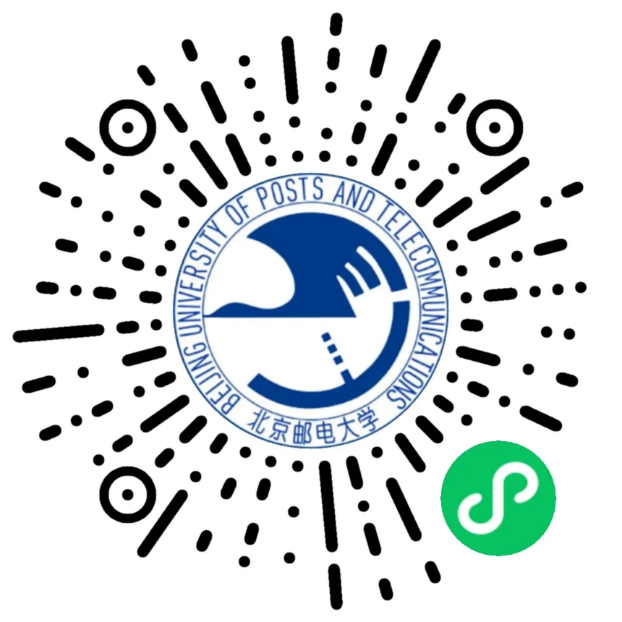 BEIJING UNIVERSITY OF POSTS AND TELECOMMUNICATIONS
北京邮电大学